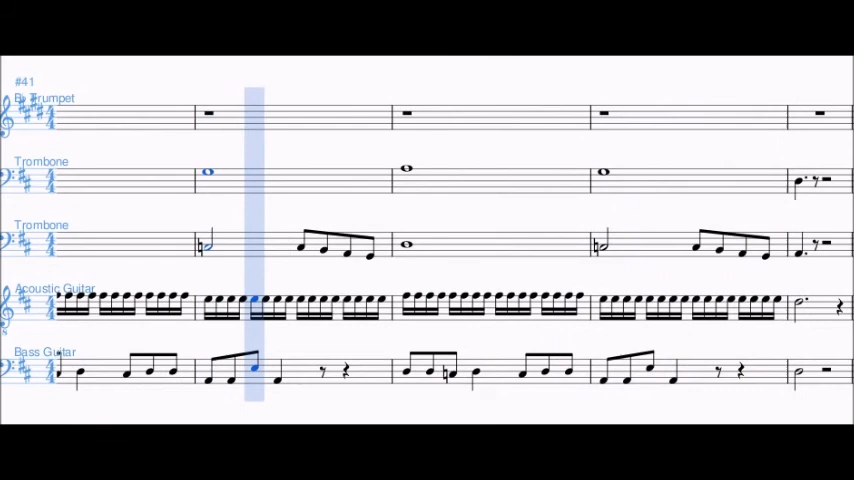 #41
B♭ Trumpet
Trombone
Trombone
Acoustic Guitar
Bass Guitar